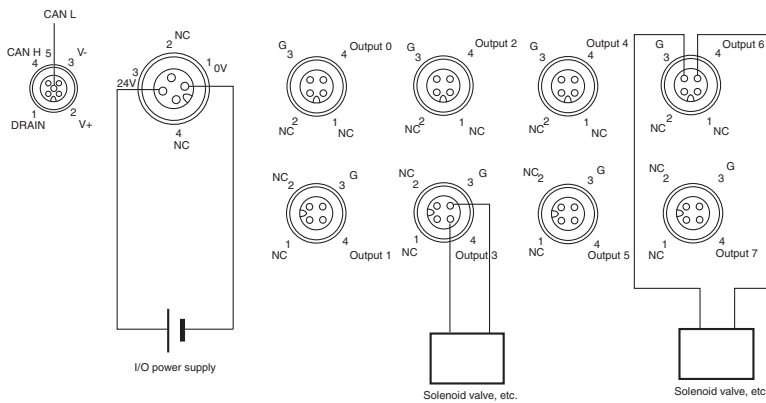 CAN L
CAN H 5 V-
4 3
1 2
DRAIN V+
NC
2
3 1 0V
24V
4
NC
I/O power supply
G Output 0
3 4
2 1
NC NC
G Output 2
3 4
2 1
NC NC
G Output 4
3 4
2 1
NC NC
G Output 6
3 4
2 1
NC NC
NC 2 3 G
1 4
NC Output 1
NC 2 3 G
1 4
NC Output 3
NC 2 3 G
1 4
NC Output 5
NC 2 3 G
1 4
NC Output 7
Solenoid valve, etc.
Solenoid valve, etc